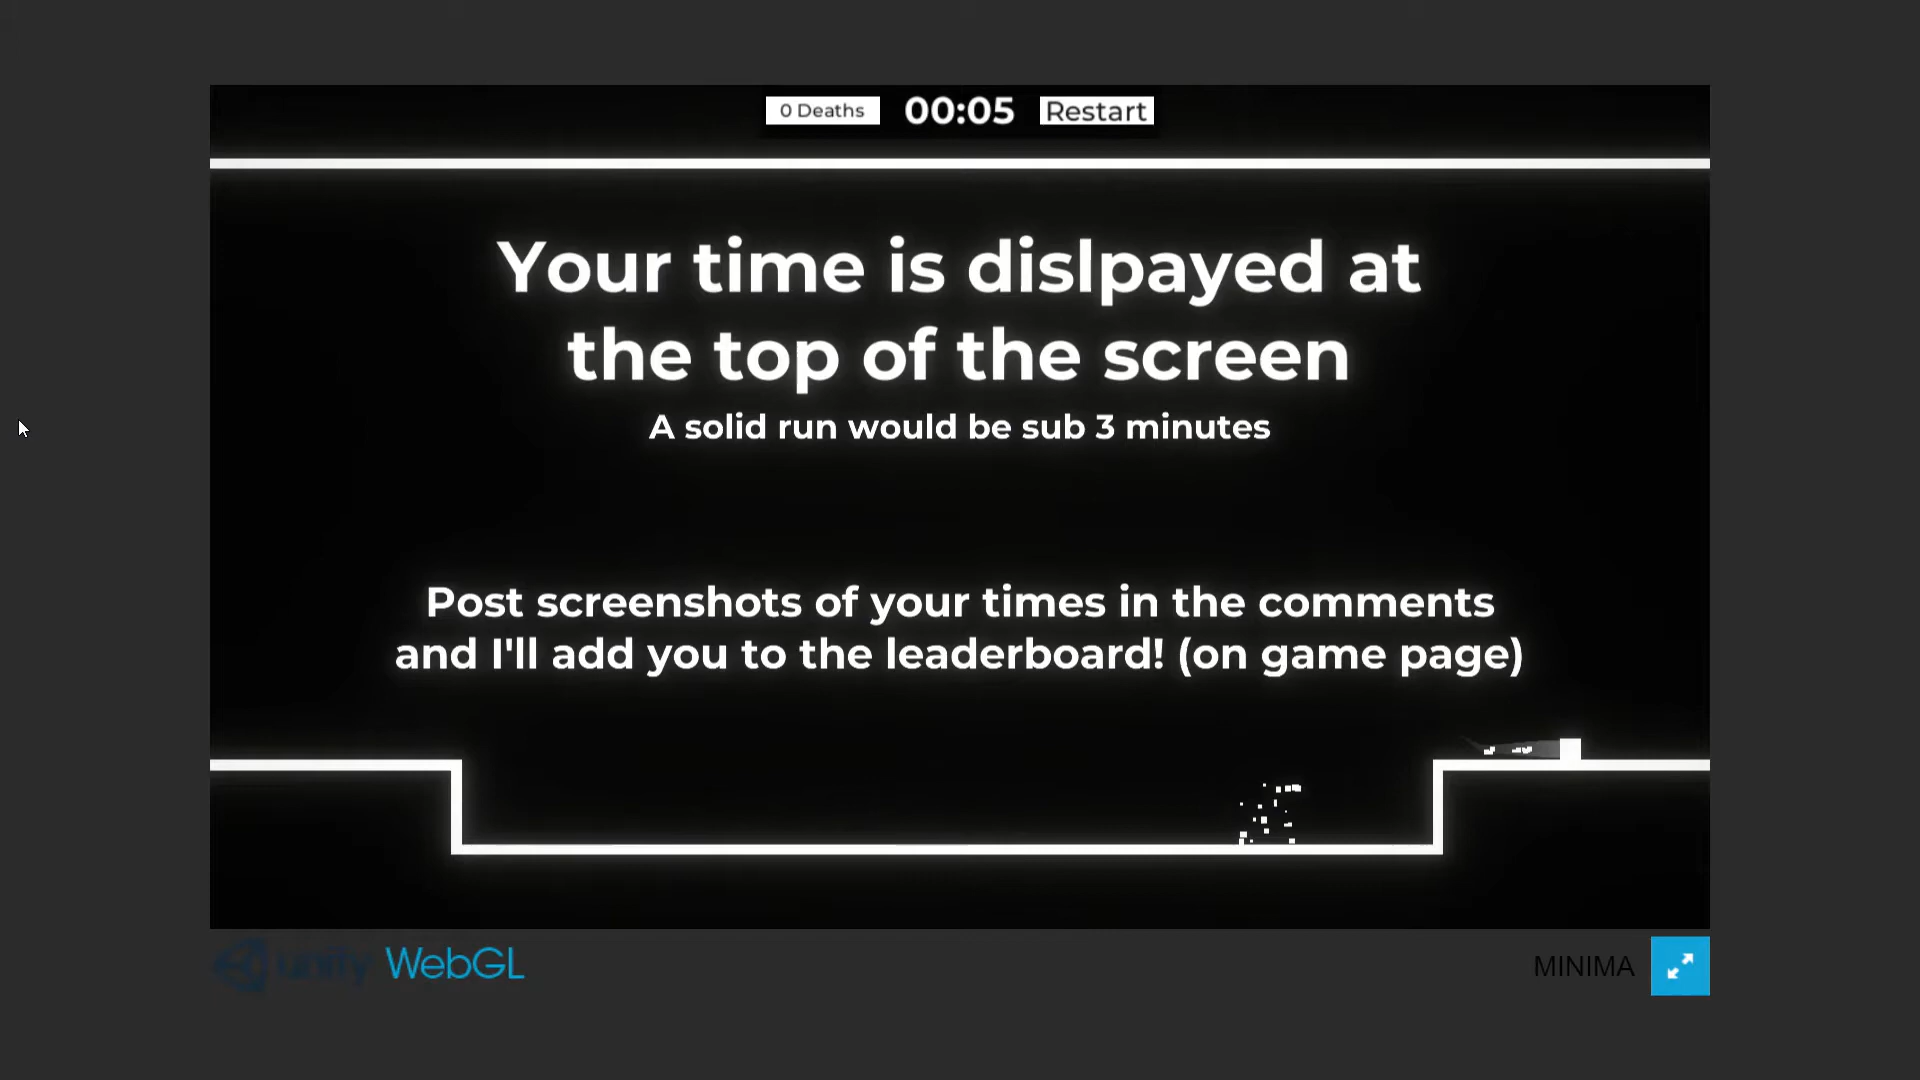 0 Deaths 00:05 Restart
Your time is dislpayed at
the top of the screen
A solid run would be sub 3 minutes
Post screenshots of your times in the comments
and I'll add you to the leaderboard! (on game page)
unity WebGL
MINIMA